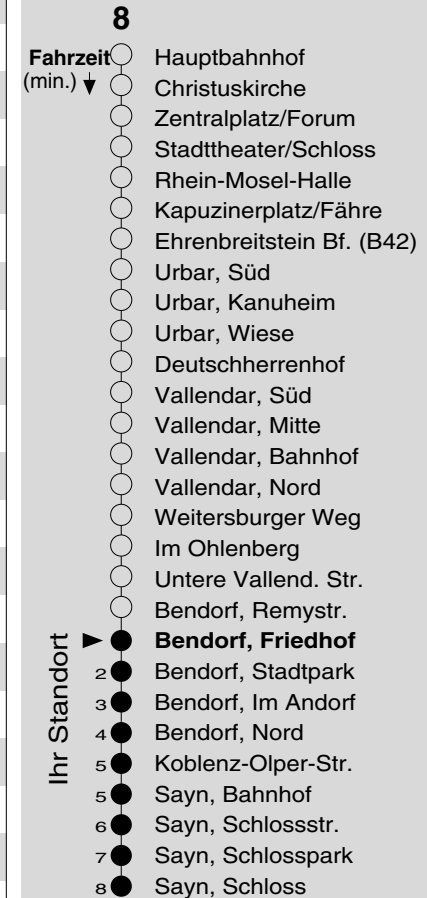 8
Fahrzeit Hauptbahnhof
(min.) Christuskirche
Zentralplatz/Forum
Stadttheater/Schloss
Rhein-Mosel-Halle
Kapuzinerplatz/Fähre
Ehrenbreitstein Bf. (B42)
Urbar, Süd
Urbar, Kanuheim
Urbar, Wiese
Deutschherrenhof
Vallendar, Süd
Vallendar, Mitte
Vallendar, Bahnhof
Vallendar, Nord
Weitersburger Weg
Im Ohlenberg
Untere Vallend. Str.
Bendorf, Remystr.
Ihr Standort
Bendorf, Friedhof
2 Bendorf, Stadtpark
3 Bendorf, Im Andorf
4 Bendorf, Nord
5 Koblenz-Olper-Str.
5 Sayn, Bahnhof
6 Sayn, Schlossstr.
7 Sayn, Schlosspark
8 Sayn, Schloss